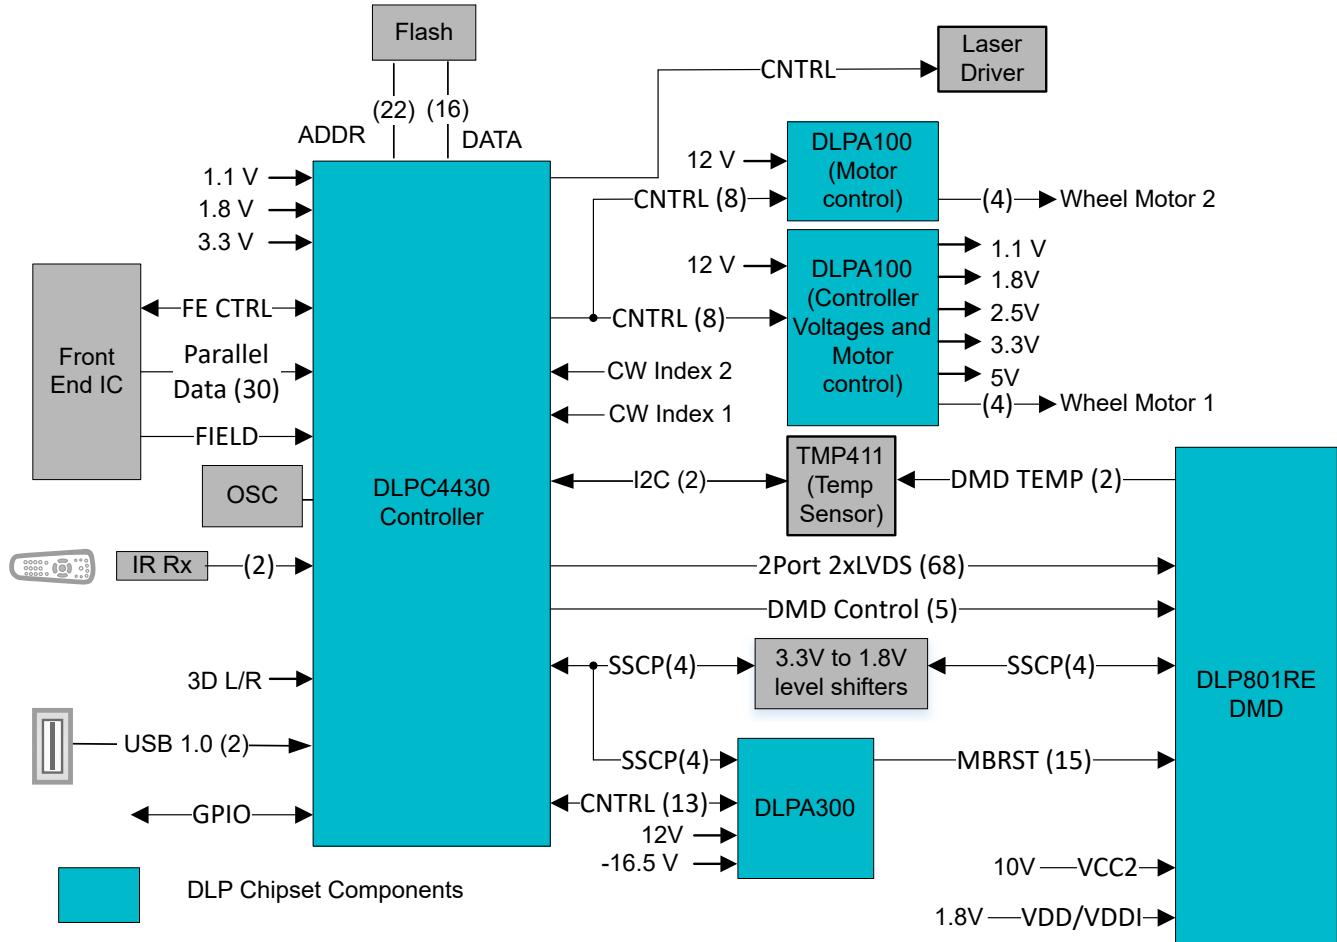 Flash
(22) (16)
ADDR
DATA
CNTRL
Laser
Driver
1.1 V
1.8 V
3.3 V
12 V
CNTRL (8)
DLPA100
(Motor
control)
(4)
Wheel Motor 2
12 V
CNTRL (8)
DLPA100
(Controller
Voltages and
Motor
control)
1.1 V
1.8V
2.5V
3.3V
5V
(4)
Wheel Motor 1
Front
End IC
FE CTRL
Parallel
Data (30)
FIELD
CW Index 2
CW Index 1
OSC
DLPC4430
Controller
I2C (2)
TMP411
(Temp
Sensor)
DMD TEMP (2)
IR Rx
(2)
2Port 2xLVDS (68)
DMD Control (5)
SSCP(4)
3.3V to 1.8V
level shifters
SSCP(4)
DLP801RE
DMD
3D L/R
USB 1.0 (2)
GPIO
SSCP(4)
CNTRL (13)
12V
-16.5 V
DLPA300
MBRST (15)
10V
VCC2
1.8V
VDD/VDDI
DLP Chipset Components